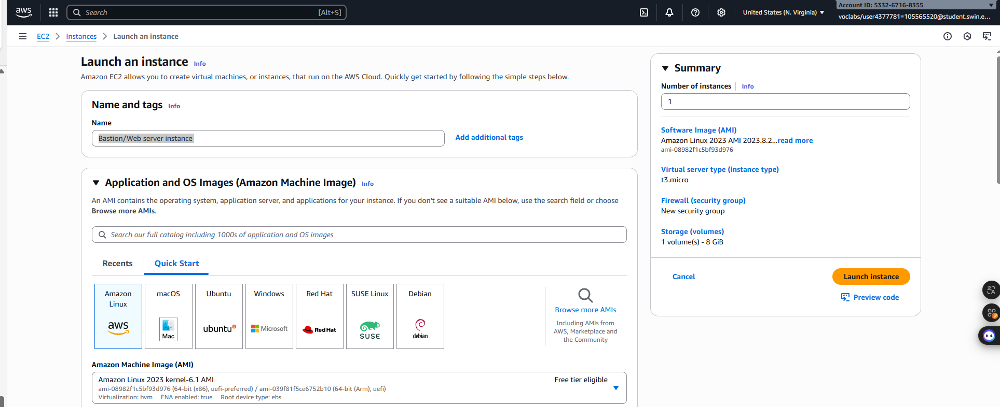 aws
Search [Alt+S]
United States (N. Virginia)
Account ID: 5332-6716-8355
voclabs/user4377781=105565520@student.swin.e...
EC2
Instances
Launch an instance
Launch an instance Info
Amazon EC2 allows you to create virtual machines, or instances, that run on the AWS Cloud. Quickly get started by following the simple steps below.
Name and tags Info
Name
Bastion/Web server instance
Add additional tags
Application and OS Images (Amazon Machine Image) Info
An AMI contains the operating system, application server, and applications for your instance. If you don't see a suitable AMI below, use the search field or choose
Browse more AMIs.
Search our full catalog including 1000s of application and OS images
Recents
Quick Start
Amazon
Linux
aws
macOS
Mac
Ubuntu
ubuntu
Windows
Microsoft
Red Hat
Red Hat
SUSE Linux
SUSE
Debian
debian
Browse more AMIs
Including AMIs from
AWS, Marketplace and
the Community
Amazon Machine Image (AMI)
Amazon Linux 2023 kernel-6.1 AMI
Free tier eligible
ami-08982f1c5bf93d976 (64-bit (x86), uefi-preferred) / ami-039f81f5ce6752b10 (64-bit (Arm), uefi)
Virtualization: hvm ENA enabled: true Root device type: ebs
Summary
Number of instances Info
1
Software Image (AMI)
Amazon Linux 2023 AMI 2023.8.2...read more
ami-08982f1c5bf93d976
Virtual server type (instance type)
t3.micro
Firewall (security group)
New security group
Storage (volumes)
1 volume(s) - 8 GiB
Cancel
Launch instance
Preview code